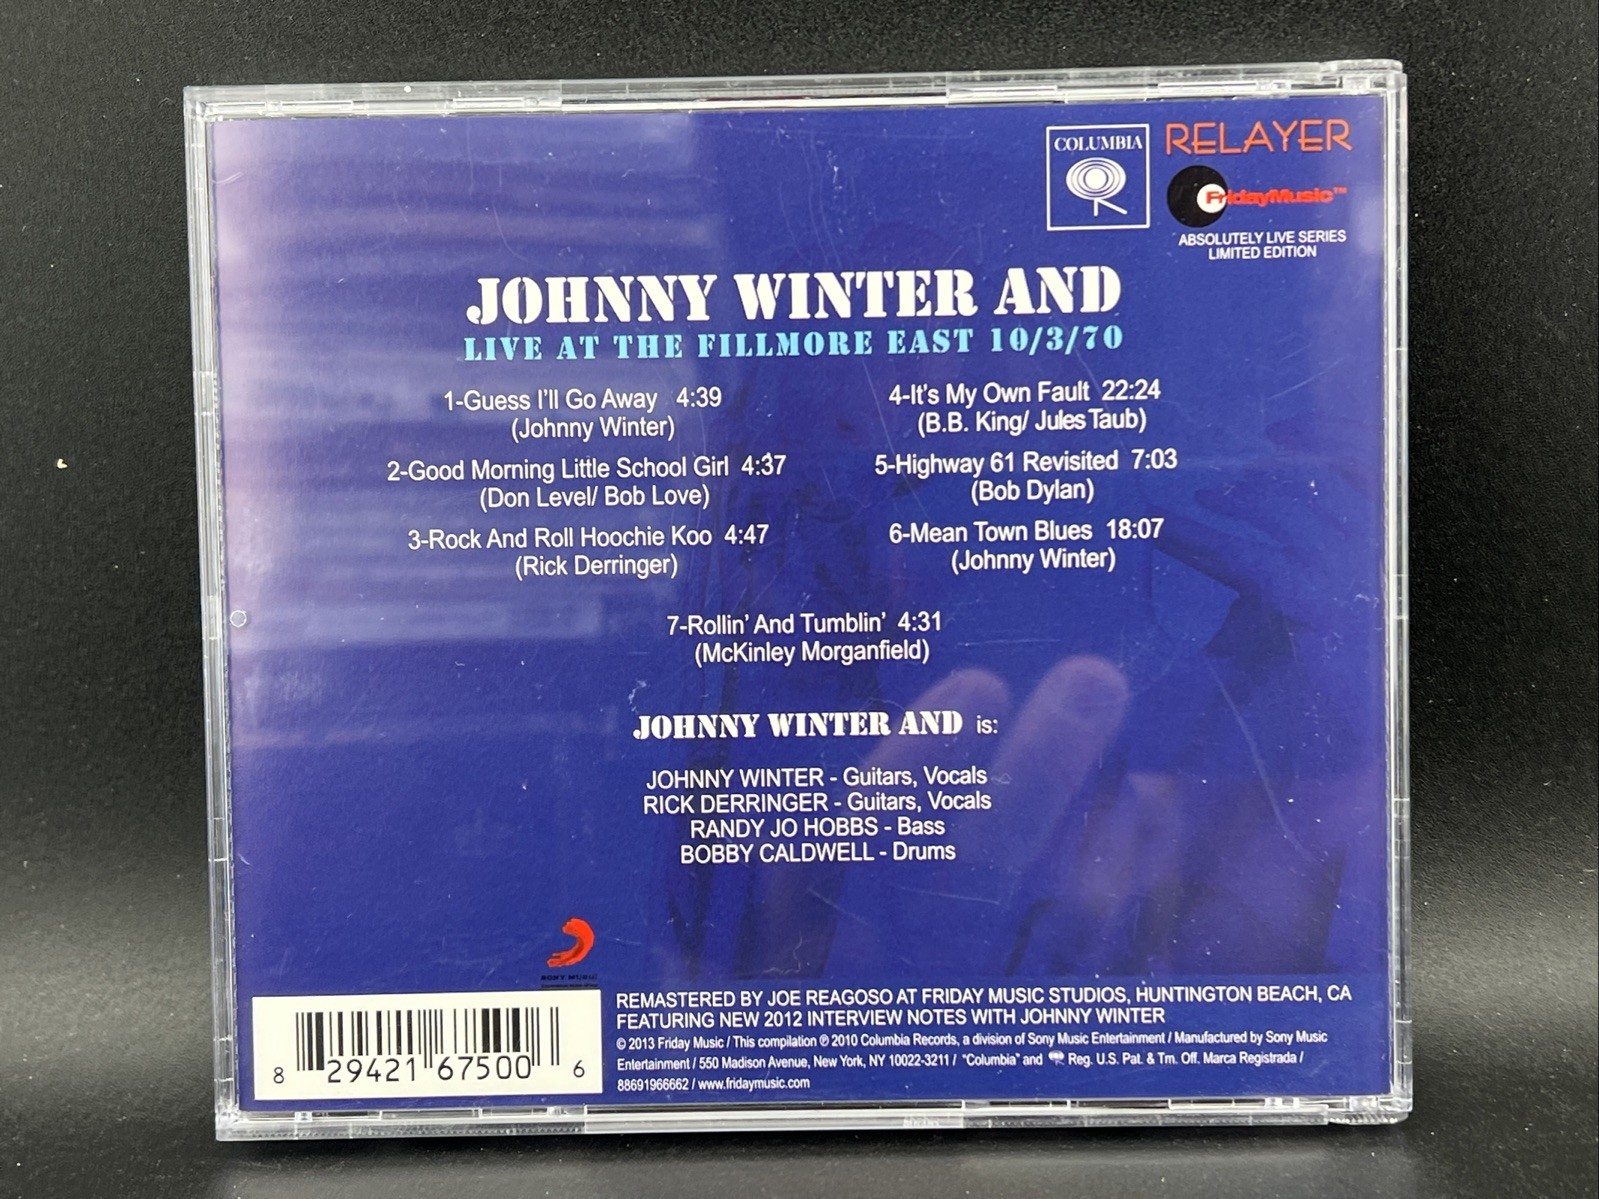 COLUMBIA
RELAYER
FridayMusic™
ABSOLUTELY LIVE SERIES
LIMITED EDITION
JOHNNY WINTER AND
LIVE AT THE FILLMORE EAST 10/3/70
1-Guess I'll Go Away 4:39
(Johnny Winter)
2-Good Morning Little School Girl 4:37
(Don Level/ Bob Love)
3-Rock And Roll Hoochie Koo 4:47
(Rick Derringer)
4-It's My Own Fault 22:24
(B.B. King/ Jules Taub)
5-Highway 61 Revisited 7:03
(Bob Dylan)
6-Mean Town Blues 18:07
(Johnny Winter)
7-Rollin' And Tumblin' 4:31
(McKinley Morganfield)
JOHNNY WINTER AND is:
JOHNNY WINTER - Guitars, Vocals
RICK DERRINGER - Guitars, Vocals
RANDY JO HOBBS - Bass
BOBBY CALDWELL - Drums
SONY MUSIC
8 29421 67500 6
REMASTERED BY JOE REAGOSO AT FRIDAY MUSIC STUDIOS, HUNTINGTON BEACH, CA
FEATURING NEW 2012 INTERVIEW NOTES WITH JOHNNY WINTER
© 2013 Friday Music / This compilation ℗ 2010 Columbia Records, a division of Sony Music Entertainment / Manufactured by Sony Music
Entertainment / 550 Madison Avenue, New York, NY 10022-3211 / "Columbia" and Reg. U.S. Pat. & Tm. Off. Marca Registrada /
88691966662 / www.fridaymusic.com